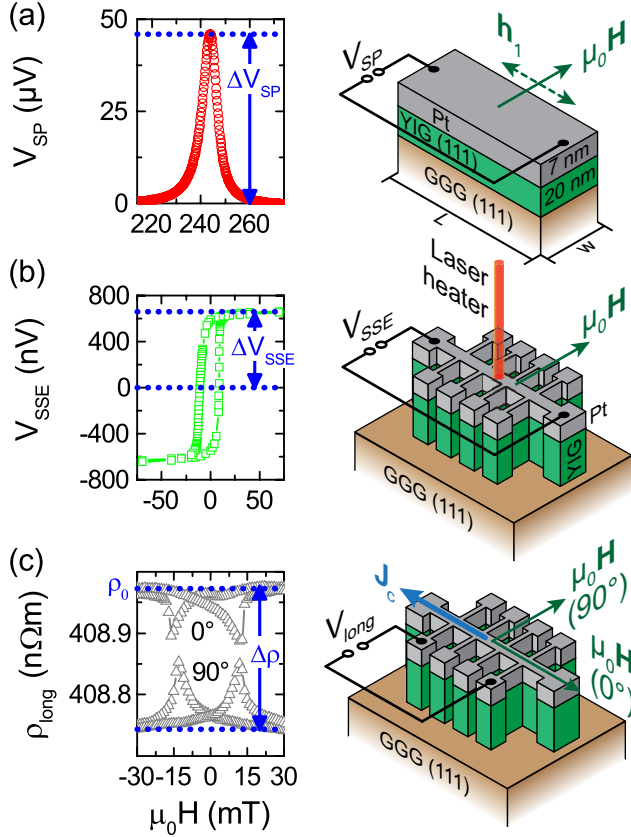 (a)
50
25
0
V_SP (μV)
ΔV_SP
220
240
260
V_SP
h_1
μ_0H
Pt
YIG (111)
GGG (111)
7 nm
20 nm
L
w
(b)
800
400
0
-400
-800
V_SSE (nV)
ΔV_SSE
-50
0
50
Laser
heater
V_SSE
μ_0H
Pt
YIG
GGG (111)
(c)
ρ_0
408.9
408.8
ρ_long (nΩm)
0°
90°
Δρ
-30
-15
0
15
30
μ_0H (mT)
J_c
V_long
μ_0H
(90°)
μ_0H
(0°)
GGG (111)